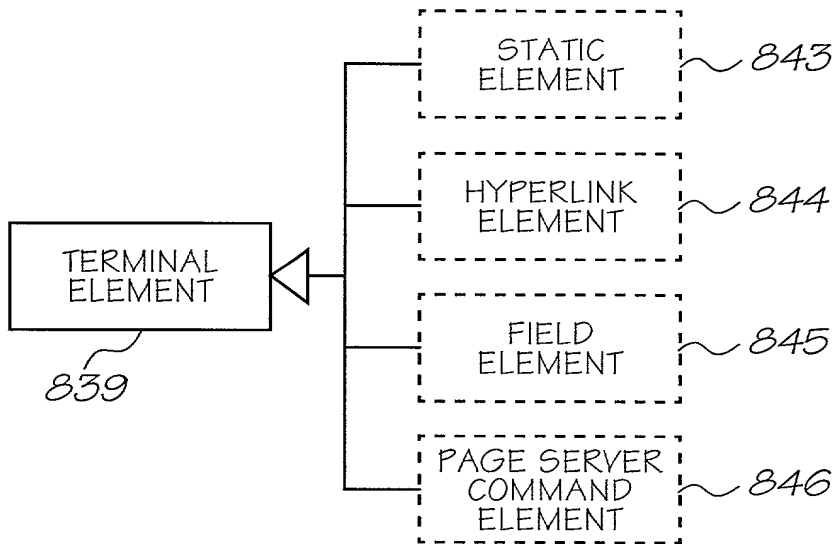 STATIC
ELEMENT
843
HYPERLINK
ELEMENT
844
TERMINAL
ELEMENT
839
FIELD
ELEMENT
845
PAGE SERVER
COMMAND
ELEMENT
846